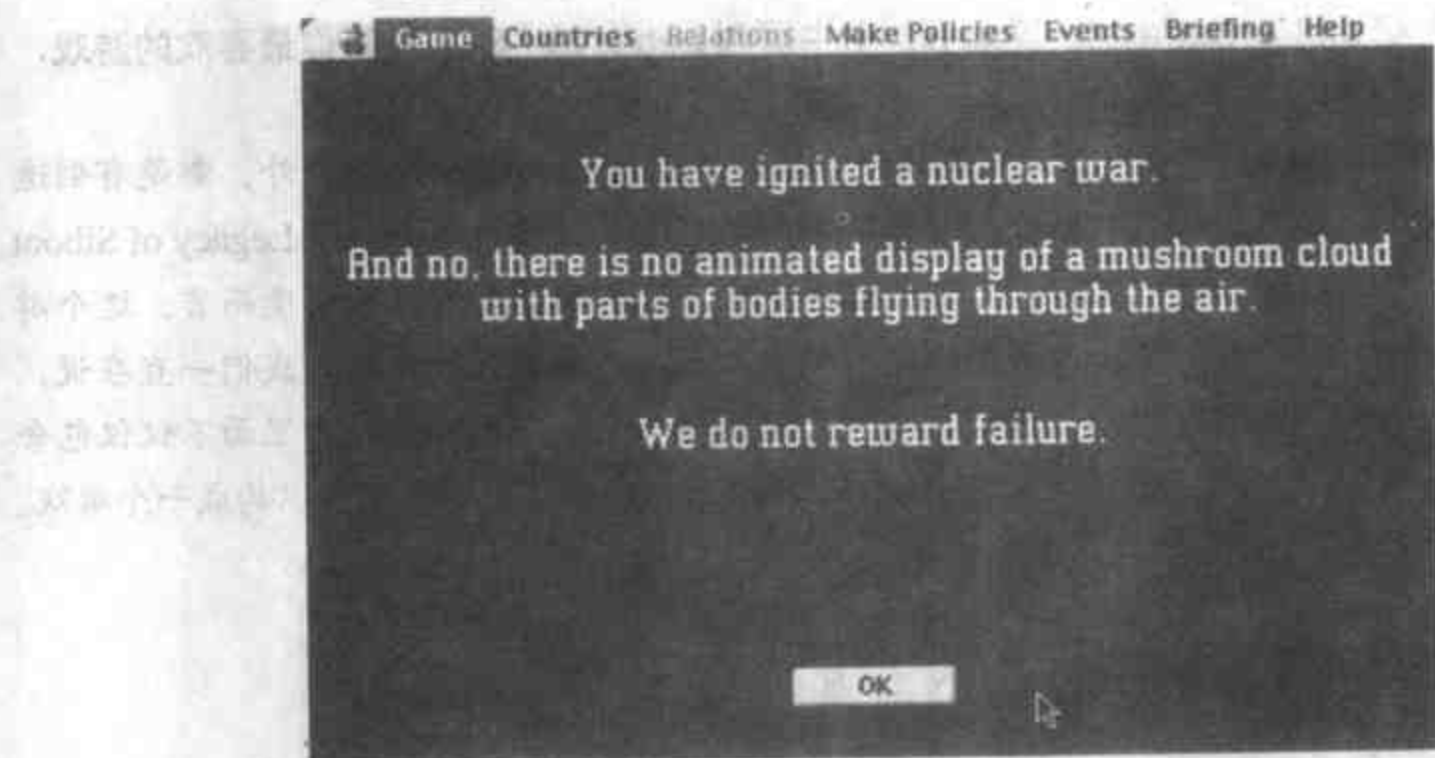 Game Countries Relations Make Policies Events Briefing Help
You have ignited a nuclear war.
And no, there is no animated display of a mushroom cloud
with parts of bodies flying through the air.
We do not reward failure.
OK